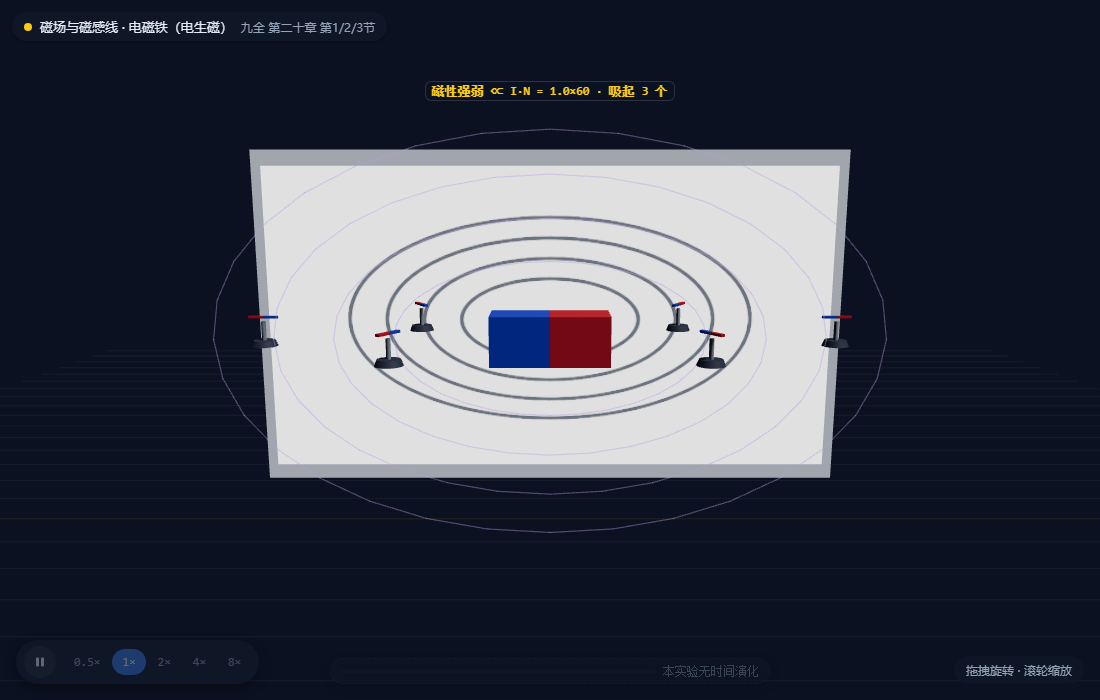 磁场与磁感线 · 电磁铁（电生磁） 九全 第二十章 第1/2/3节
磁性强弱 ∝ I·N = 1.0×60 · 吸起 3 个
0.5× 1× 2× 4× 8×
本实验无时间演化
拖拽旋转 · 滚轮缩放